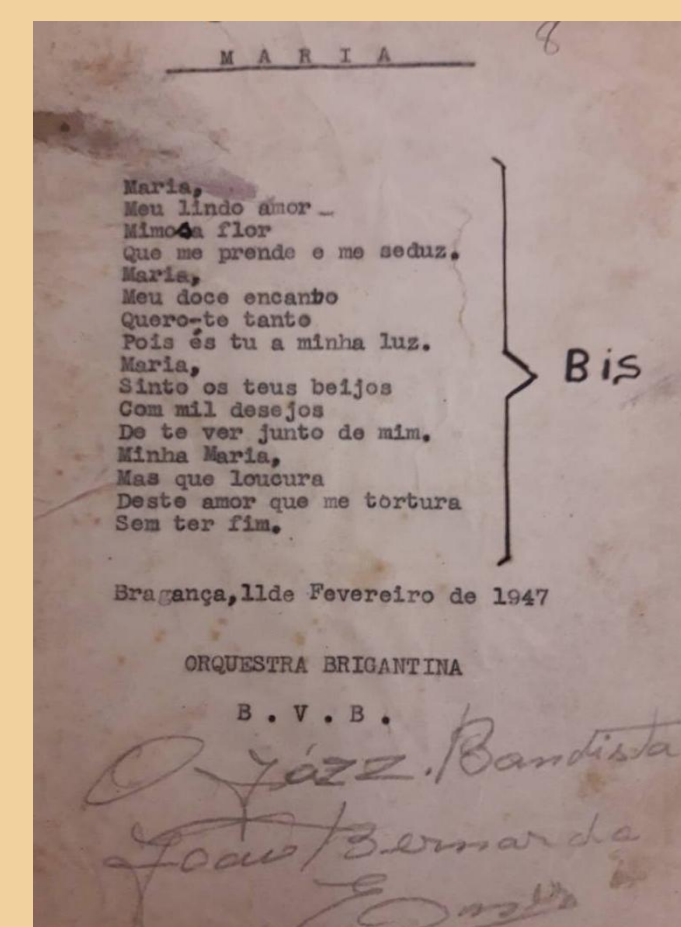 8
M A R I A
Maria,
Meu lindo amor _
Mimosa flor
Que me prende e me seduz.
Maria,
Meu doce encanto
Quero-te tanto
Pois és tu a minha luz.
Maria,
Sinto os teus beijos
Com mil desejos
De te ver junto de mim.
Minha Maria,
Mas que loucura
Deste amor que me tortura
Sem ter fim.
Bis
Bragança,11de Fevereiro de 1947
ORQUESTRA BRIGANTINA
B . V . B .
O Jázz. Bandista
João Bernardo